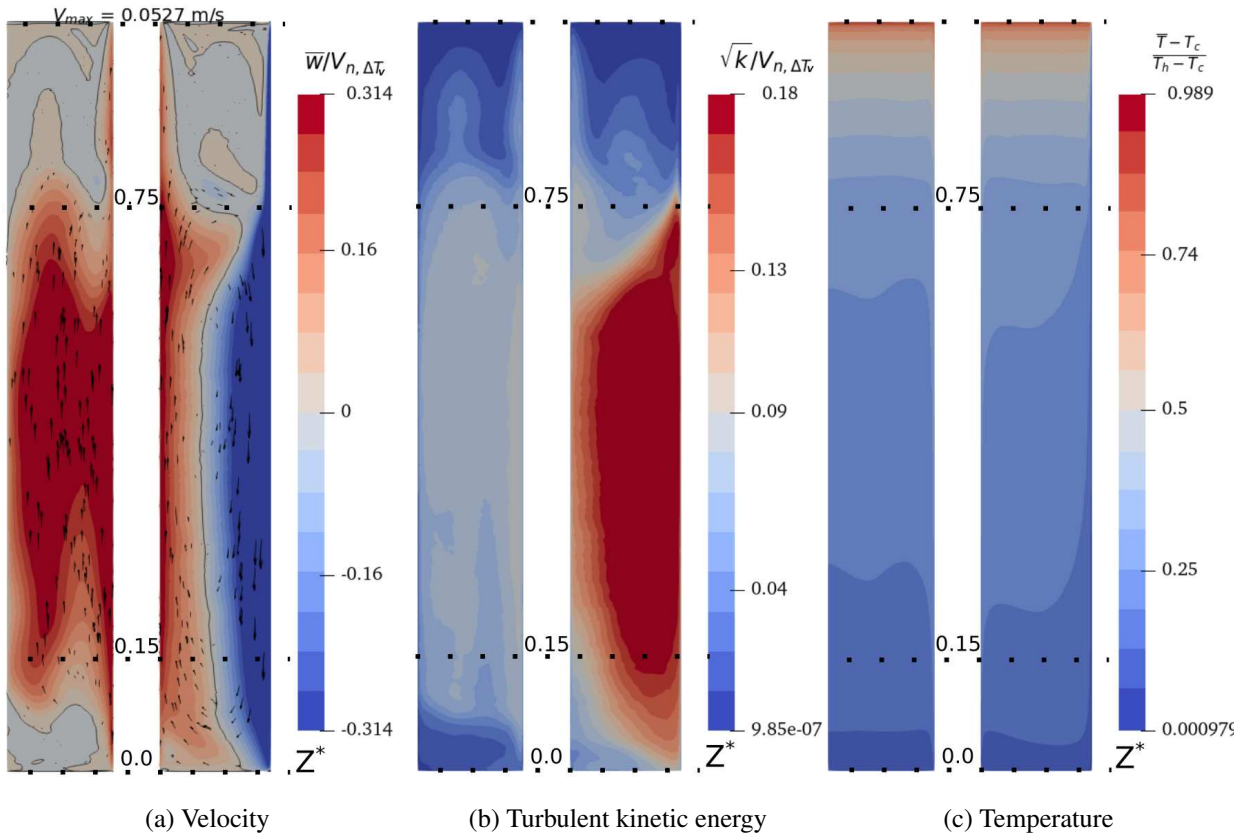 V_max = 0.0527 m/s
w̅/V_{n, ΔT_v}
0.314
0.16
0
-0.16
-0.314
0.75
0.15
0.0
Z*
(a) Velocity
√k/V_{n, ΔT_v}
0.18
0.13
0.09
0.04
9.85e-07
0.75
0.15
0.0
Z*
(b) Turbulent kinetic energy
T̅ − T_c
T_h − T_c
0.989
0.74
0.5
0.25
0.000979
0.75
0.15
0.0
Z*
(c) Temperature